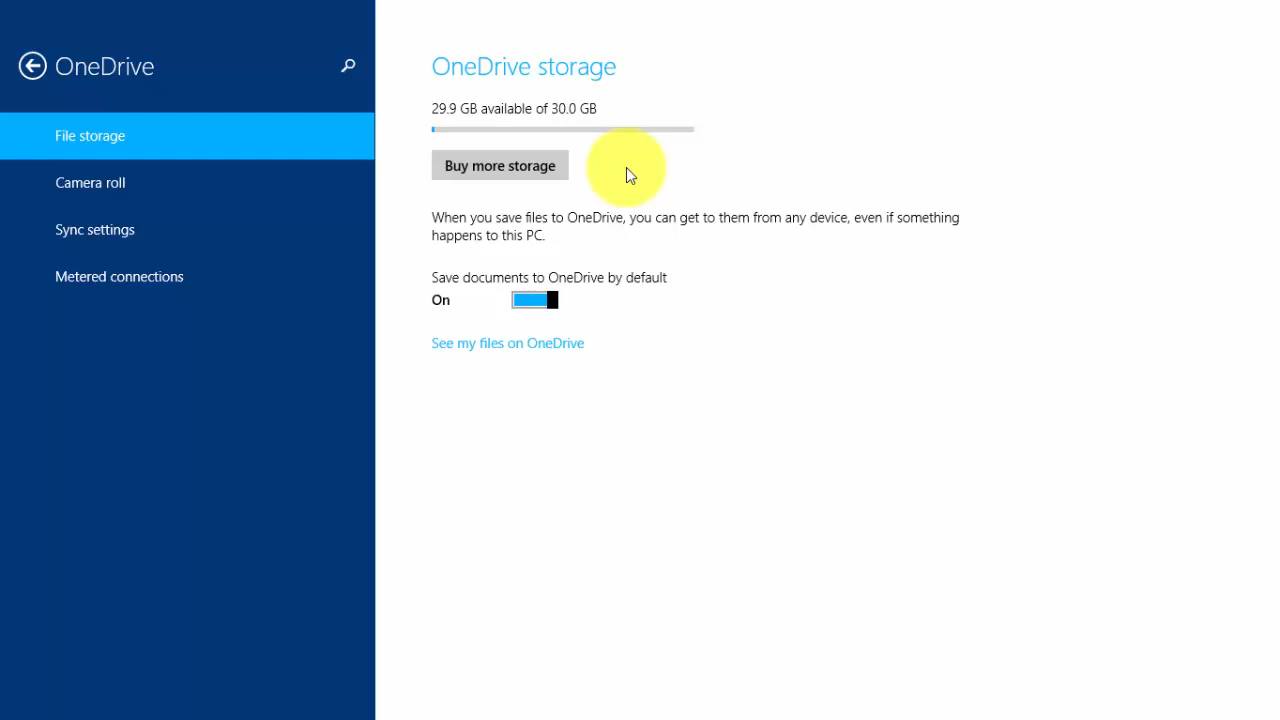 OneDrive
File storage
Camera roll
Sync settings
Metered connections
OneDrive storage
29.9 GB available of 30.0 GB
Buy more storage
When you save files to OneDrive, you can get to them from any device, even if something
happens to this PC.
Save documents to OneDrive by default
On
See my files on OneDrive